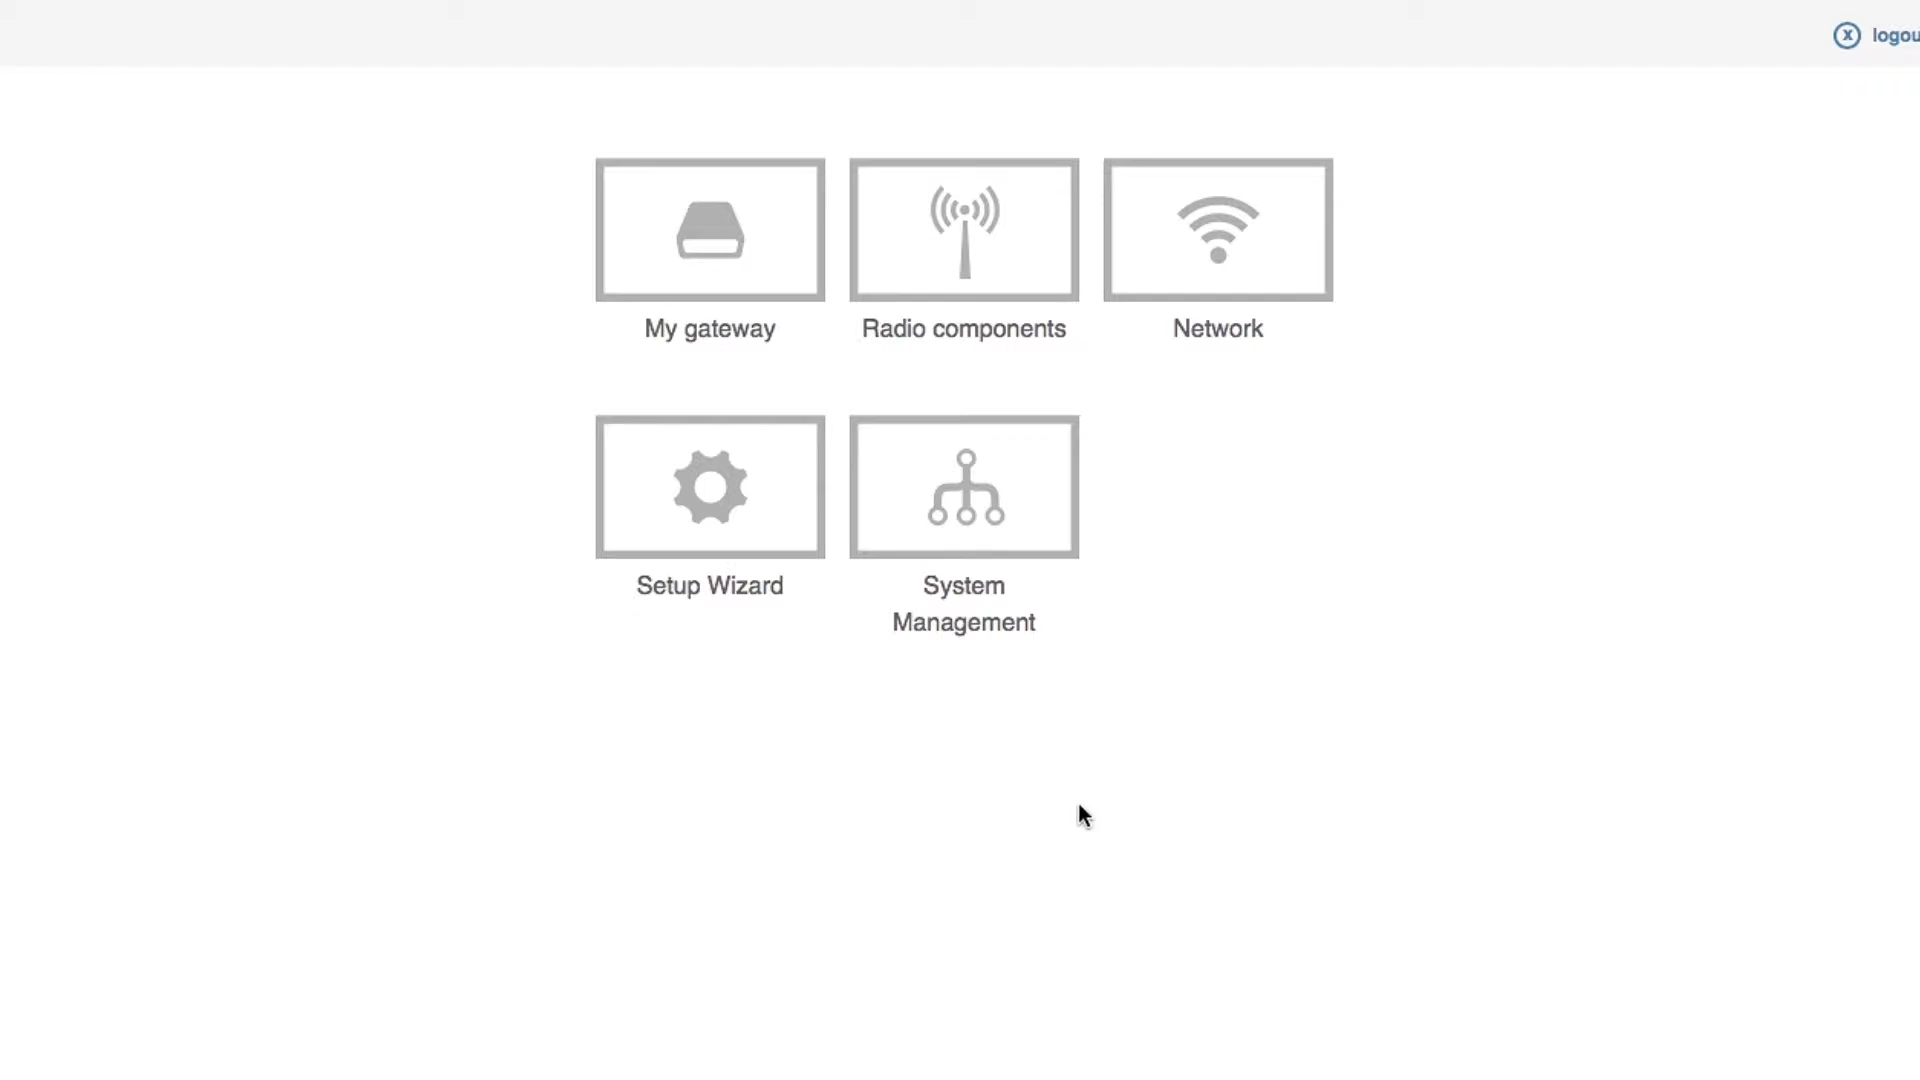 logou
My gateway
Radio components
Network
Setup Wizard
System
Management